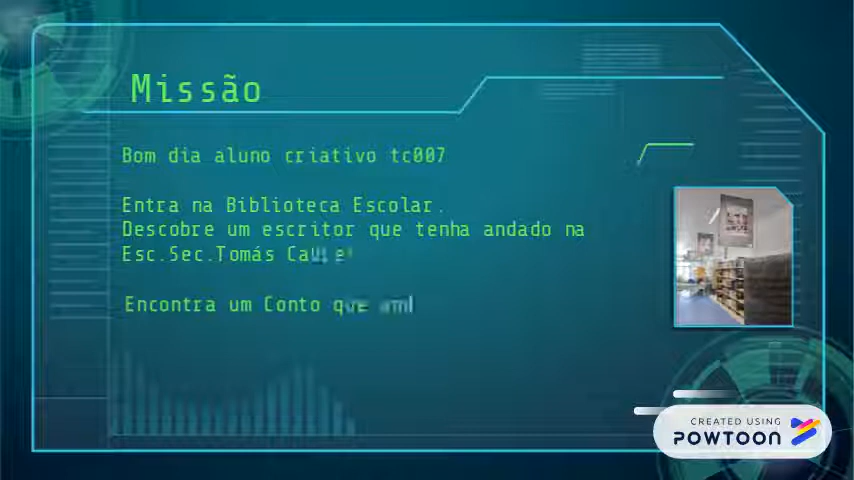 Missão
Bom dia aluno criativo tc007
Entra na Biblioteca Escolar.
Descobre um escritor que tenha andado na
Esc.Sec.Tomás
Encontra um Conto que
CREATED USING
POWTOON